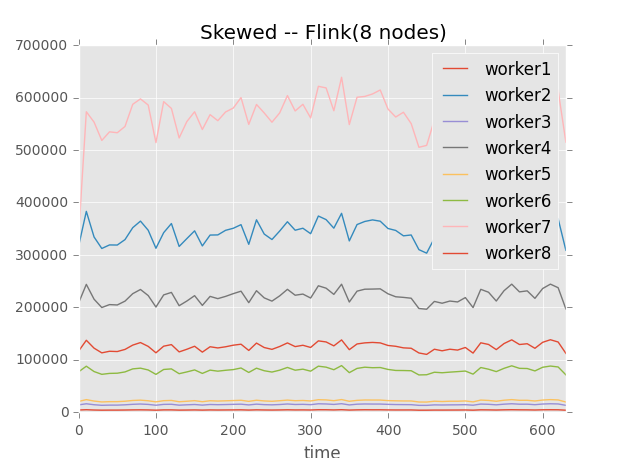 Skewed -- Flink(8 nodes)
700000
600000
500000
400000
300000
200000
100000
0
worker1
worker2
worker3
worker4
worker5
worker6
worker7
worker8
0 100 200 300 400 500 600
time